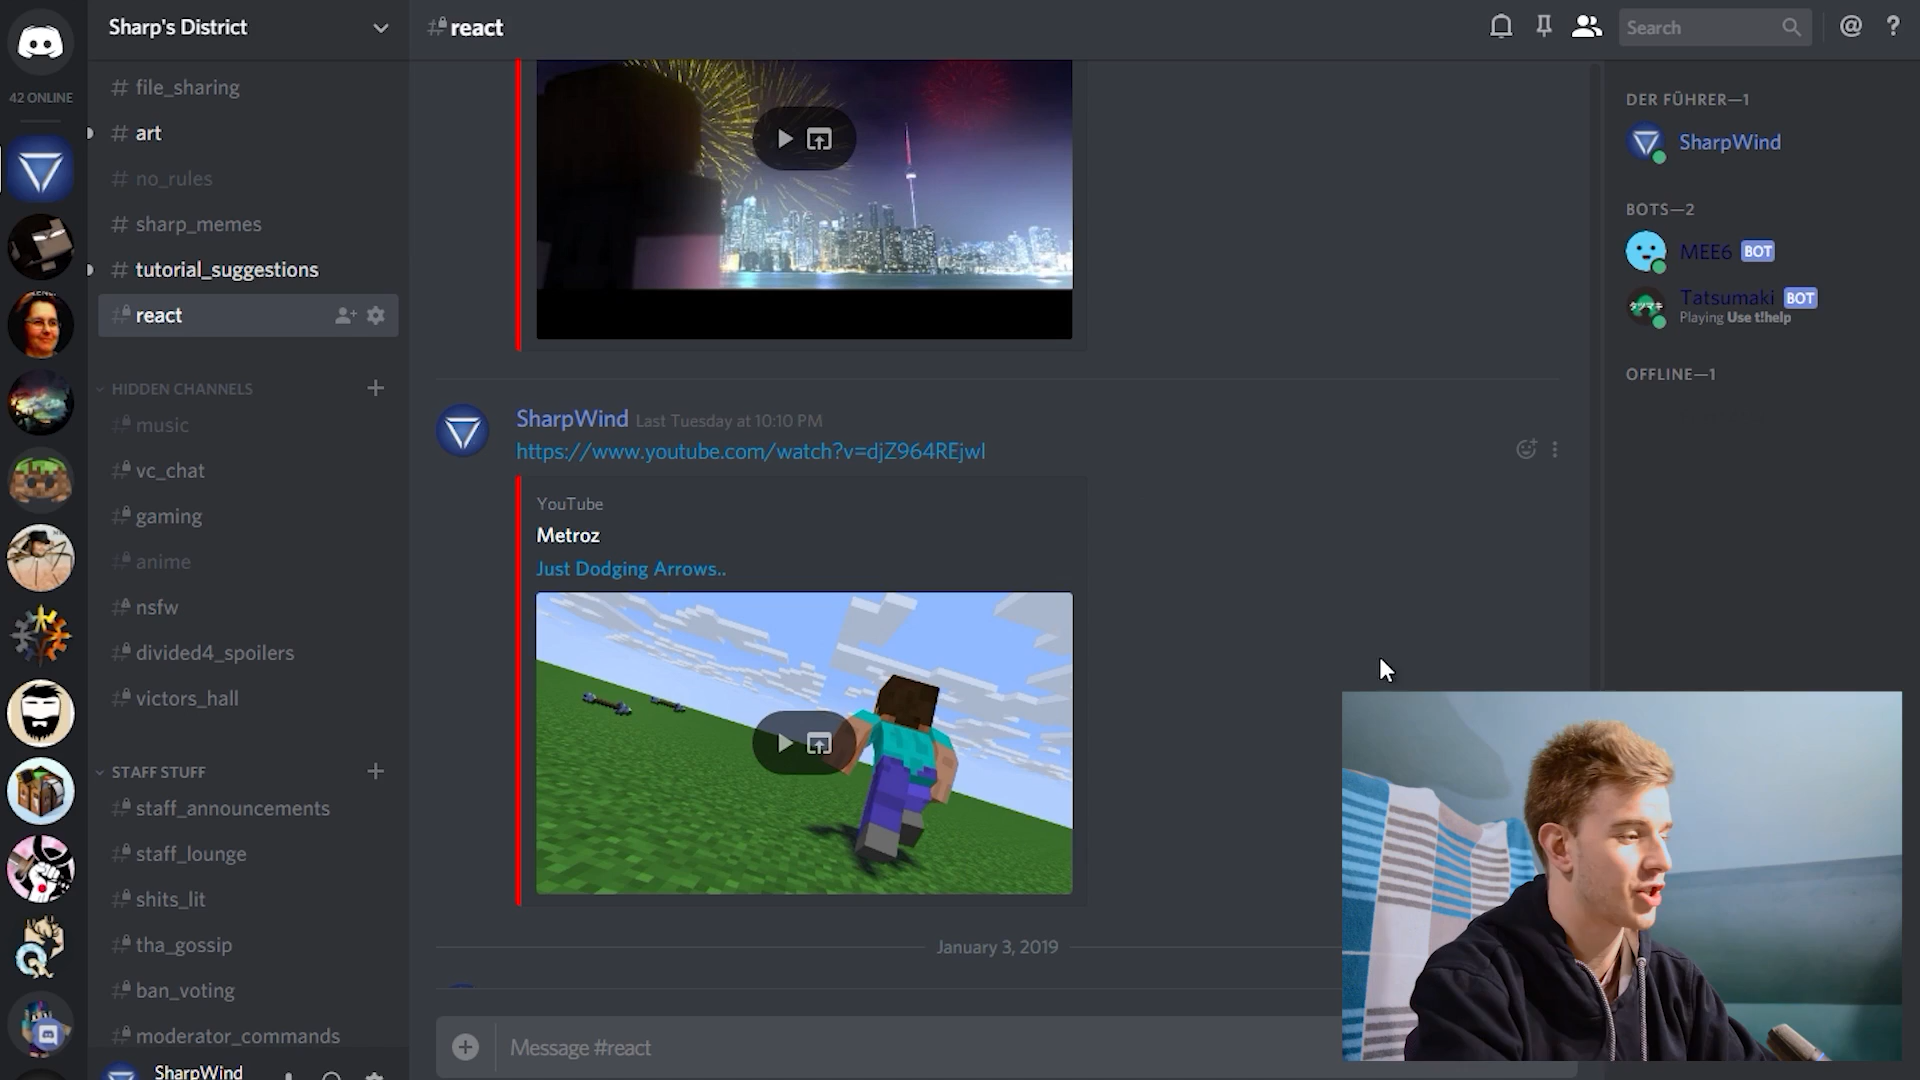 42 ONLINE
Sharp's District
# file_sharing
# art
# no_rules
# sharp_memes
# tutorial_suggestions
# react
HIDDEN CHANNELS
# music
# vc_chat
# gaming
# anime
# nsfw
# divided4_spoilers
# victors_hall
STAFF STUFF
# staff_announcements
# staff_lounge
# shits_lit
# tha_gossip
# ban_voting
# moderator_commands
SharpWind
# react
Search
@ ?
SharpWind Last Tuesday at 10:10 PM
https://www.youtube.com/watch?v=djZ964REjwI
YouTube
Metroz
Just Dodging Arrows..
January 3, 2019
Message #react
DER FÜHRER—1
SharpWind
BOTS—2
MEE6 BOT
Tatsumaki BOT
Playing Use t!help
OFFLINE—1